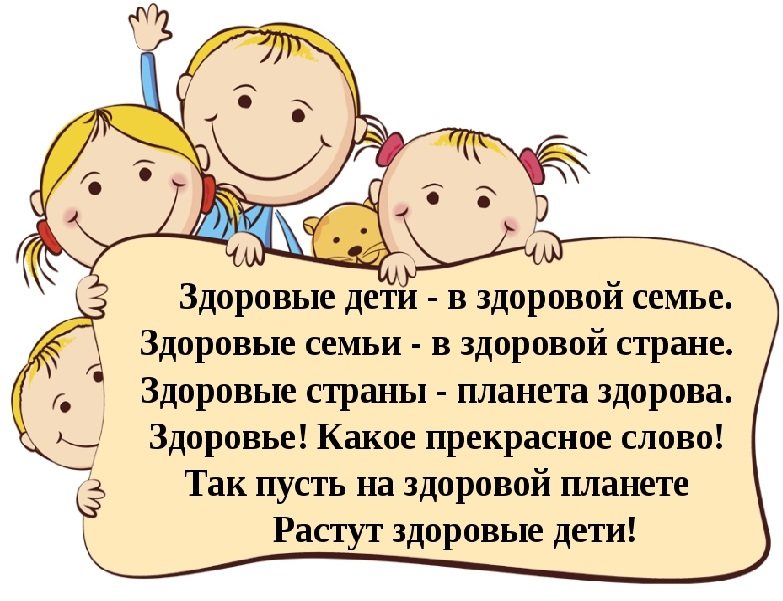 Здоровые дети - в здоровой семье.
Здоровые семьи - в здоровой стране.
Здоровые страны - планета здорова.
Здоровье! Какое прекрасное слово!
Так пусть на здоровой планете
Растут здоровые дети!